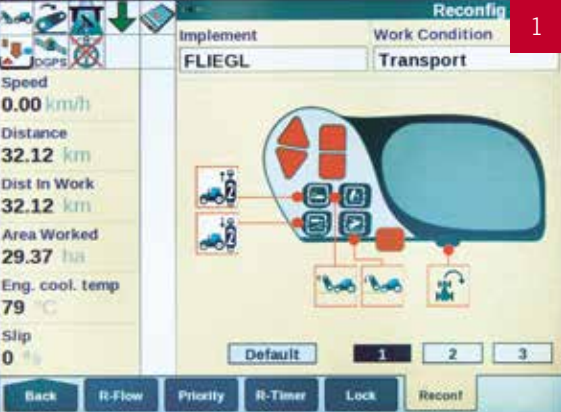 DGPS
Reconfig
1
Implement
Work Condition
FLIEGL
Transport
Speed
0.00 km/h
Distance
32.12 km
Dist In Work
32.12 km
Area Worked
29.37 ha
Eng. cool. temp
79 °C
Slip
0 %
2
2
Default
1
2
3
Back
R-Flow
Priority
R-Timer
Lock
Reconf